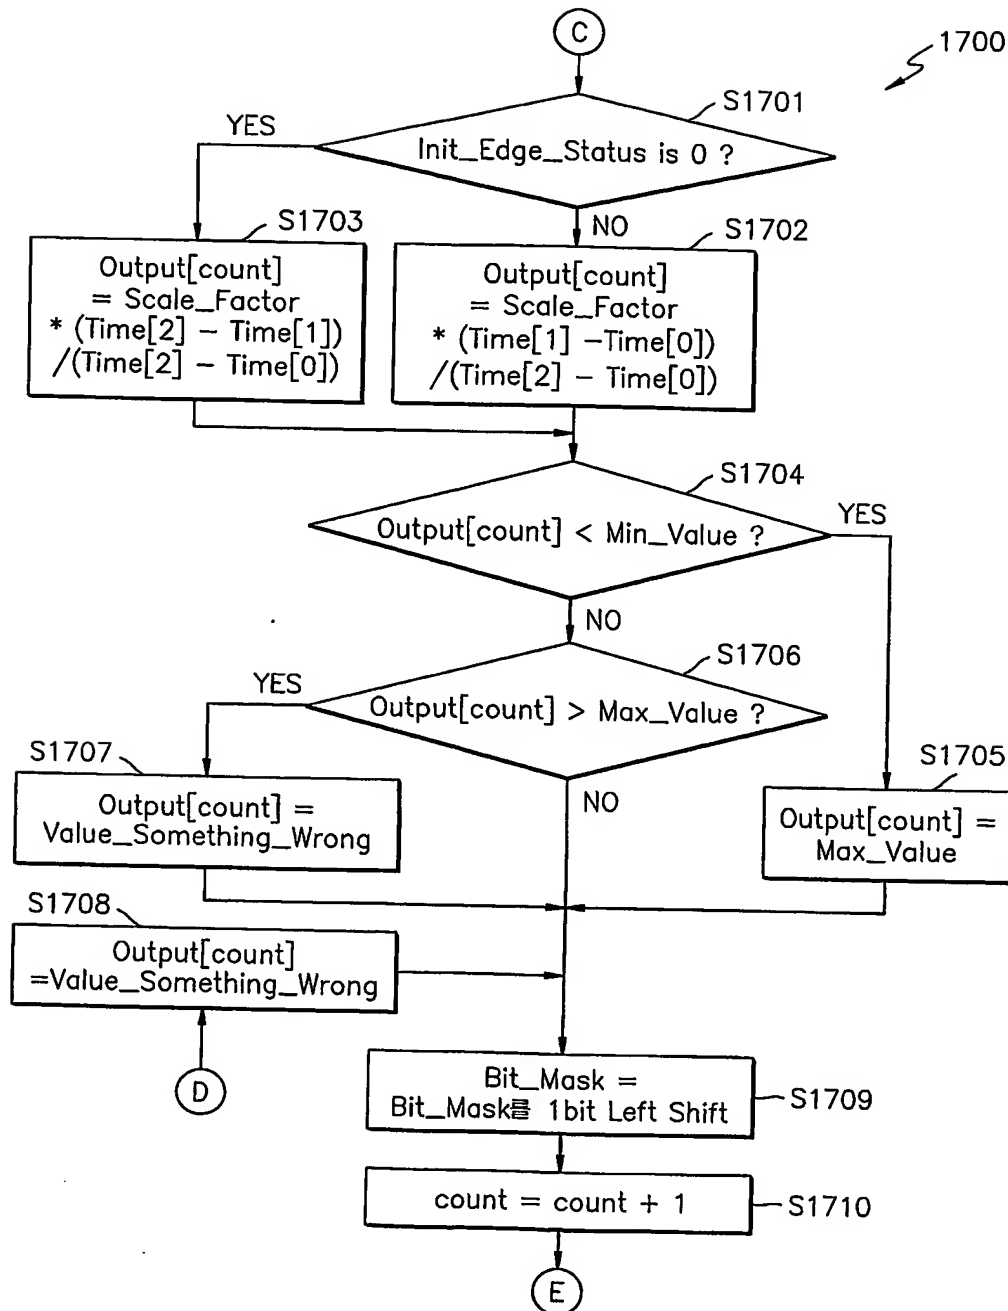 C
1700
S1701
YES
Init_Edge_Status is 0 ?
NO
S1703
Output[count]
= Scale_Factor
* (Time[2] - Time[1])
/(Time[2] - Time[0])
S1702
Output[count]
= Scale_Factor
* (Time[1] -Time[0])
/(Time[2] - Time[0])
S1704
Output[count] < Min_Value ?
YES
NO
S1706
YES
Output[count] > Max_Value ?
NO
S1707
Output[count] =
Value_Something_Wrong
S1705
Output[count] =
Max_Value
S1708
Output[count]
=Value_Something_Wrong
D
Bit_Mask =
Bit_Mask를 1bit Left Shift
S1709
count = count + 1
S1710
E